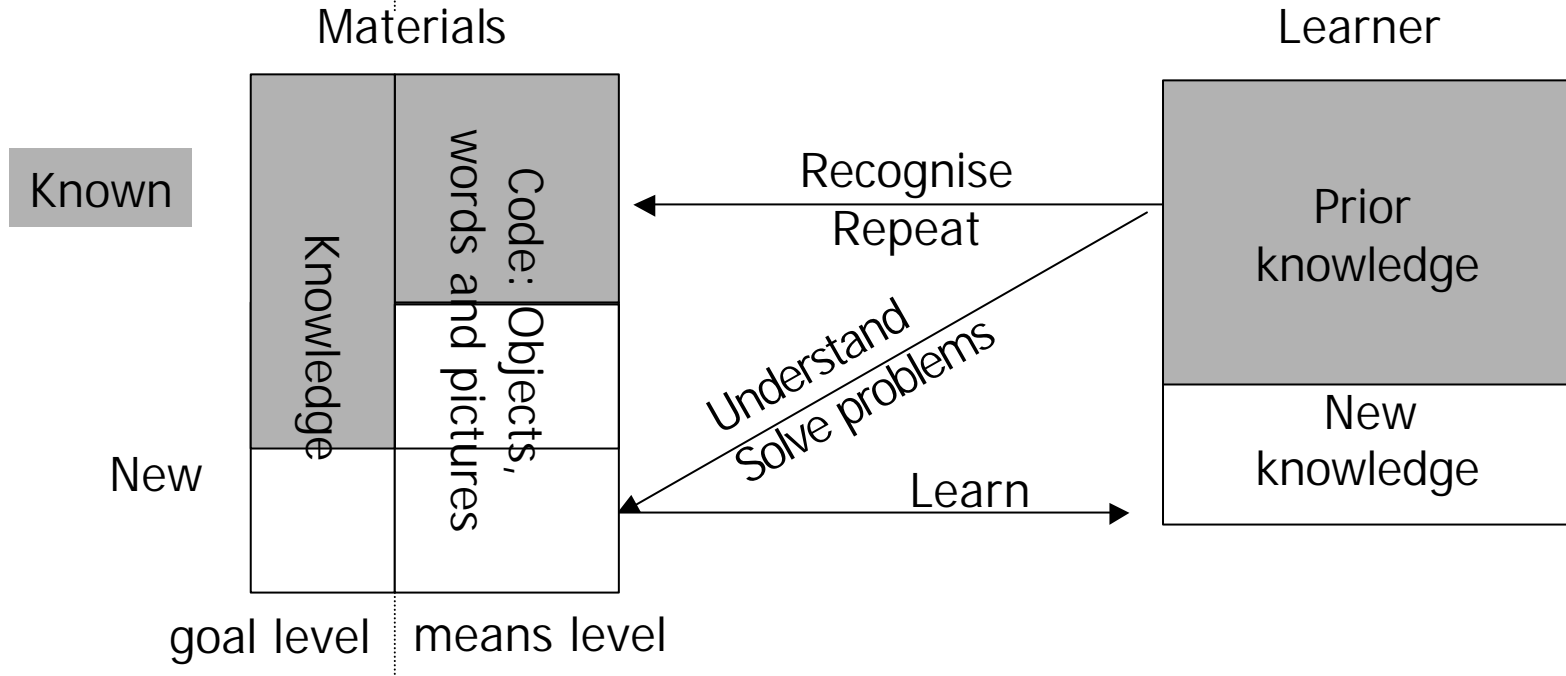 Materials
Learner
Known
Knowledge
Code: Objects,
words and pictures
Recognise
Repeat
Prior
knowledge
Understand
Solve problems
New
knowledge
New
Learn
goal level
means level